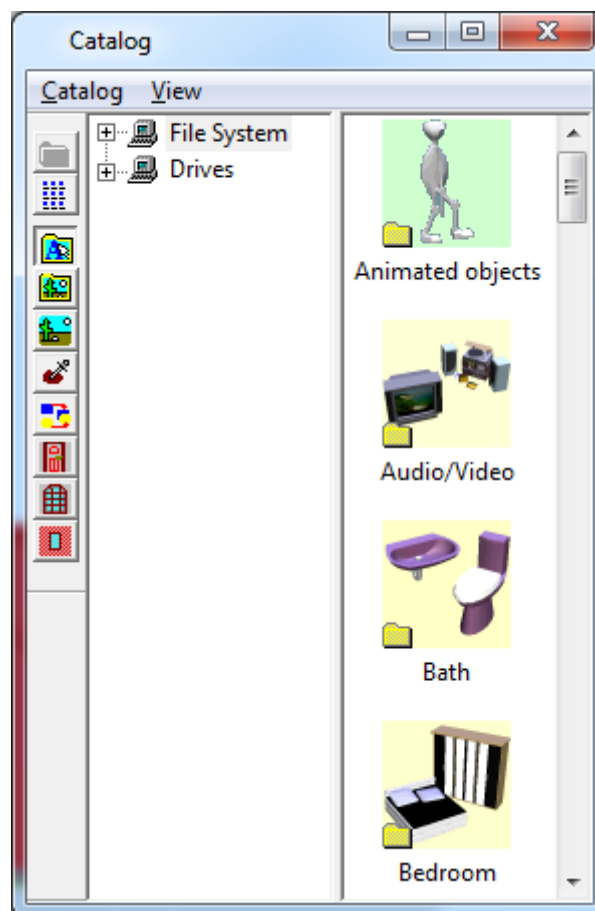 Catalog
Catalog View
File System
Drives
Animated objects
Audio/Video
Bath
Bedroom